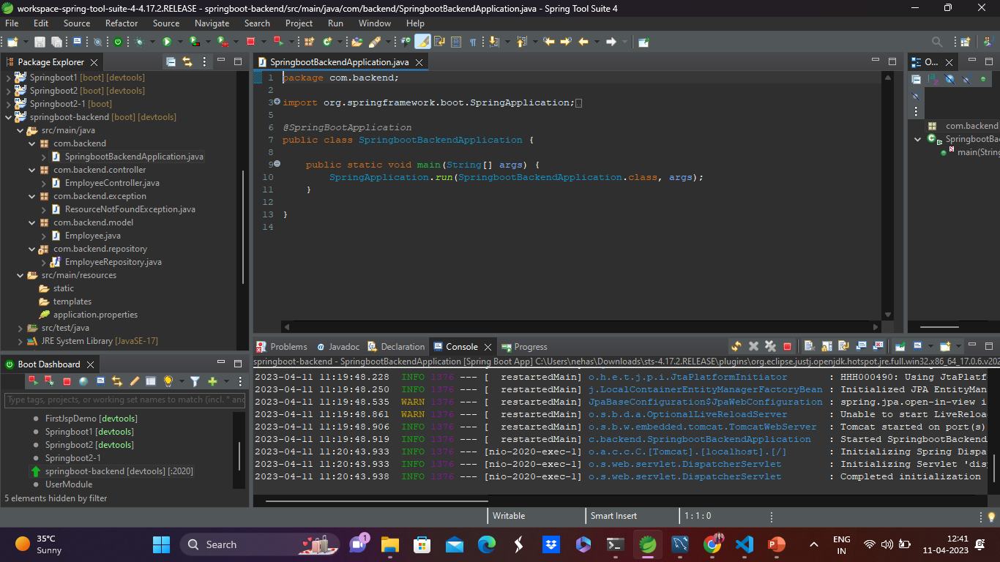 workspace-spring-tool-suite-4-4.17.2.RELEASE - springboot-backend/src/main/java/com/backend/SpringbootBackendApplication.java - Spring Tool Suite 4
File Edit Source Refactor Source Navigate Search Project Run Window Help
Package Explorer
Springboot1 [boot] [devtools]
Springboot2 [boot] [devtools]
Springboot2-1 [boot]
springboot-backend [boot] [devtools]
src/main/java
com.backend
SpringbootBackendApplication.java
com.backend.controller
EmployeeController.java
com.backend.exception
ResourceNotFoundException.java
com.backend.model
Employee.java
com.backend.repository
EmployeeRepository.java
src/main/resources
static
templates
application.properties
src/test/java
JRE System Library [JavaSE-17]
SpringbootBackendApplication.java
1 package com.backend;
2
3 import org.springframework.boot.SpringApplication;
5
6 @SpringBootApplication
7 public class SpringbootBackendApplication {
8
9 public static void main(String[] args) {
10 SpringApplication.run(SpringbootBackendApplication.class, args);
11 }
12
13 }
14
O...
com.backend
SpringbootBa
main(String
Boot Dashboard
Type tags, projects, or working set names to match (incl. * and
FirstJspDemo [devtools]
Springboot1 [devtools]
Springboot2 [devtools]
Springboot2-1
springboot-backend [devtools] [:2020]
UserModule
5 elements hidden by filter
Problems Javadoc Declaration Console Progress
springboot-backend - SpringbootBackendApplication [Spring Boot App] C:\Users\nehas\Downloads\sts-4.17.2.RELEASE\plugins\org.eclipse.justj.openjdk.hotspot.jre.full.win32.x86_64_17.0.6.v202
2023-04-11 11:19:48.228 INFO 1376 --- [ restartedMain] o.h.e.t.j.p.i.JtaPlatformInitiator : HHH000490: Using JtaPlatf
2023-04-11 11:19:48.250 INFO 1376 --- [ restartedMain] j.LocalContainerEntityManagerFactoryBean : Initialized JPA EntityMan
2023-04-11 11:19:48.535 WARN 1376 --- [ restartedMain] JpaBaseConfiguration$JpaWebConfiguration : spring.jpa.open-in-view i
2023-04-11 11:19:48.861 WARN 1376 --- [ restartedMain] o.s.b.d.a.OptionalLiveReloadServer : Unable to start LiveReloa
2023-04-11 11:19:48.906 INFO 1376 --- [ restartedMain] o.s.b.w.embedded.tomcat.TomcatWebServer : Tomcat started on port(s)
2023-04-11 11:19:48.919 INFO 1376 --- [ restartedMain] c.backend.SpringbootBackendApplication : Started SpringbootBackend
2023-04-11 11:20:43.933 INFO 1376 --- [nio-2020-exec-1] o.a.c.c.C.[Tomcat].[localhost].[/] : Initializing Spring Dispa
2023-04-11 11:20:43.933 INFO 1376 --- [nio-2020-exec-1] o.s.web.servlet.DispatcherServlet : Initializing Servlet 'dis
2023-04-11 11:20:43.938 INFO 1376 --- [nio-2020-exec-1] o.s.web.servlet.DispatcherServlet : Completed initialization
Writable Smart Insert 1 : 1 : 0
35°C
Sunny
Search
1
ENG
IN
12:41
11-04-2023